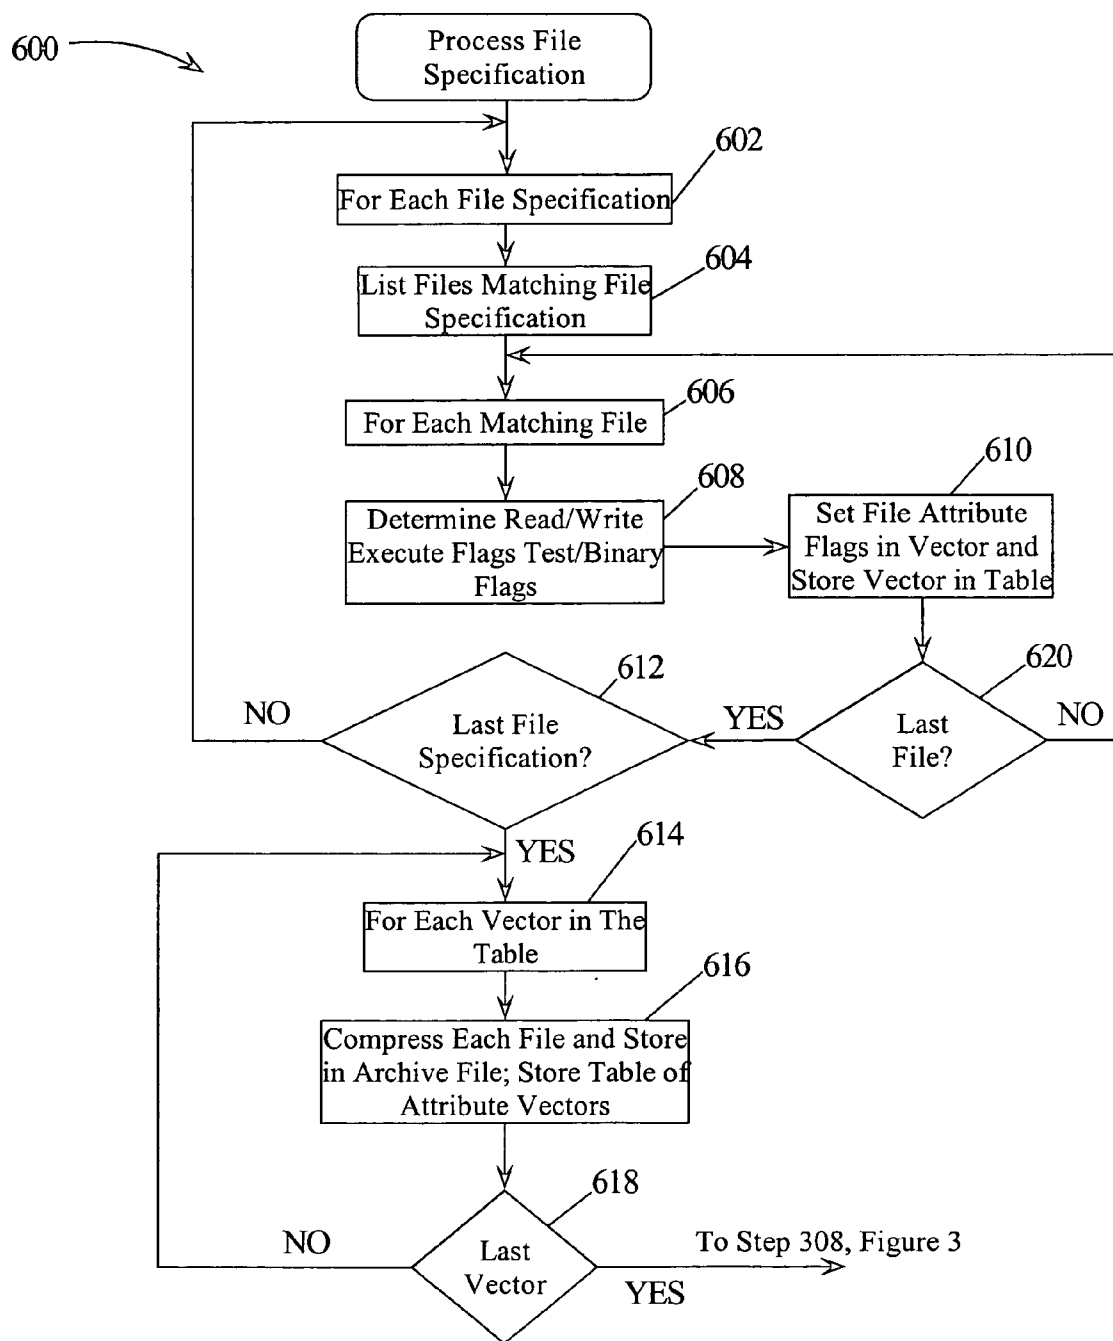 600
Process File
Specification
602
For Each File Specification
604
List Files Matching File
Specification
606
For Each Matching File
608
Determine Read/Write
Execute Flags Test/Binary
Flags
610
Set File Attribute
Flags in Vector and
Store Vector in Table
612
Last File
Specification?
NO
YES
620
Last
File?
NO
YES
614
For Each Vector in The
Table
616
Compress Each File and Store
in Archive File; Store Table of
Attribute Vectors
618
Last
Vector
NO
YES
To Step 308, Figure 3